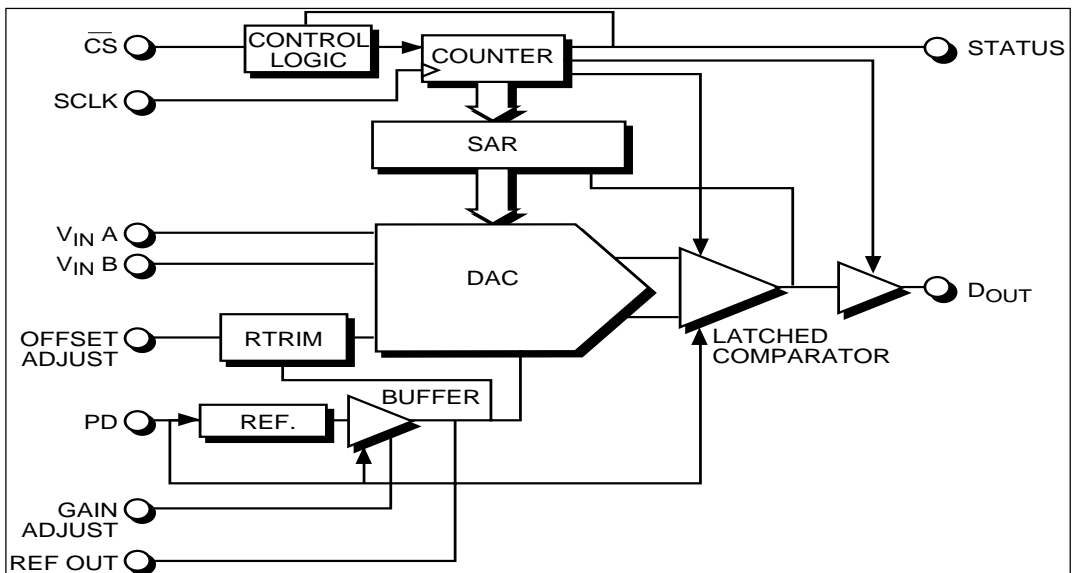 C̅S̅
CONTROL
LOGIC
COUNTER
STATUS
SCLK
SAR
VIN A
VIN B
DAC
DOUT
OFFSET
ADJUST
RTRIM
LATCHED
COMPARATOR
BUFFER
PD
REF.
GAIN
ADJUST
REF OUT